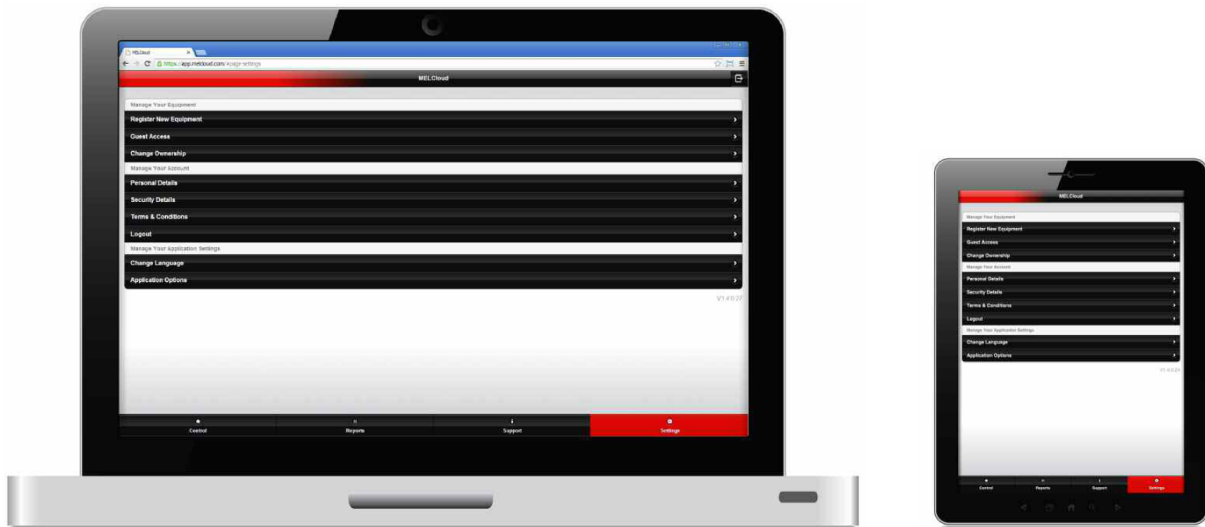 MELCloud
https://app.melcloud.com/#page-settings
MELCloud
Manage Your Equipment
Register New Equipment
Guest Access
Change Ownership
Manage Your Account
Personal Details
Security Details
Terms & Conditions
Logout
Manage Your Application Settings
Change Language
Application Options
Control
Reports
Support
Settings
MELCloud
Manage Your Equipment
Register New Equipment
Guest Access
Change Ownership
Manage Your Account
Personal Details
Security Details
Terms & Conditions
Logout
Manage Your Application Settings
Change Language
Application Options
Control
Reports
Support
Settings